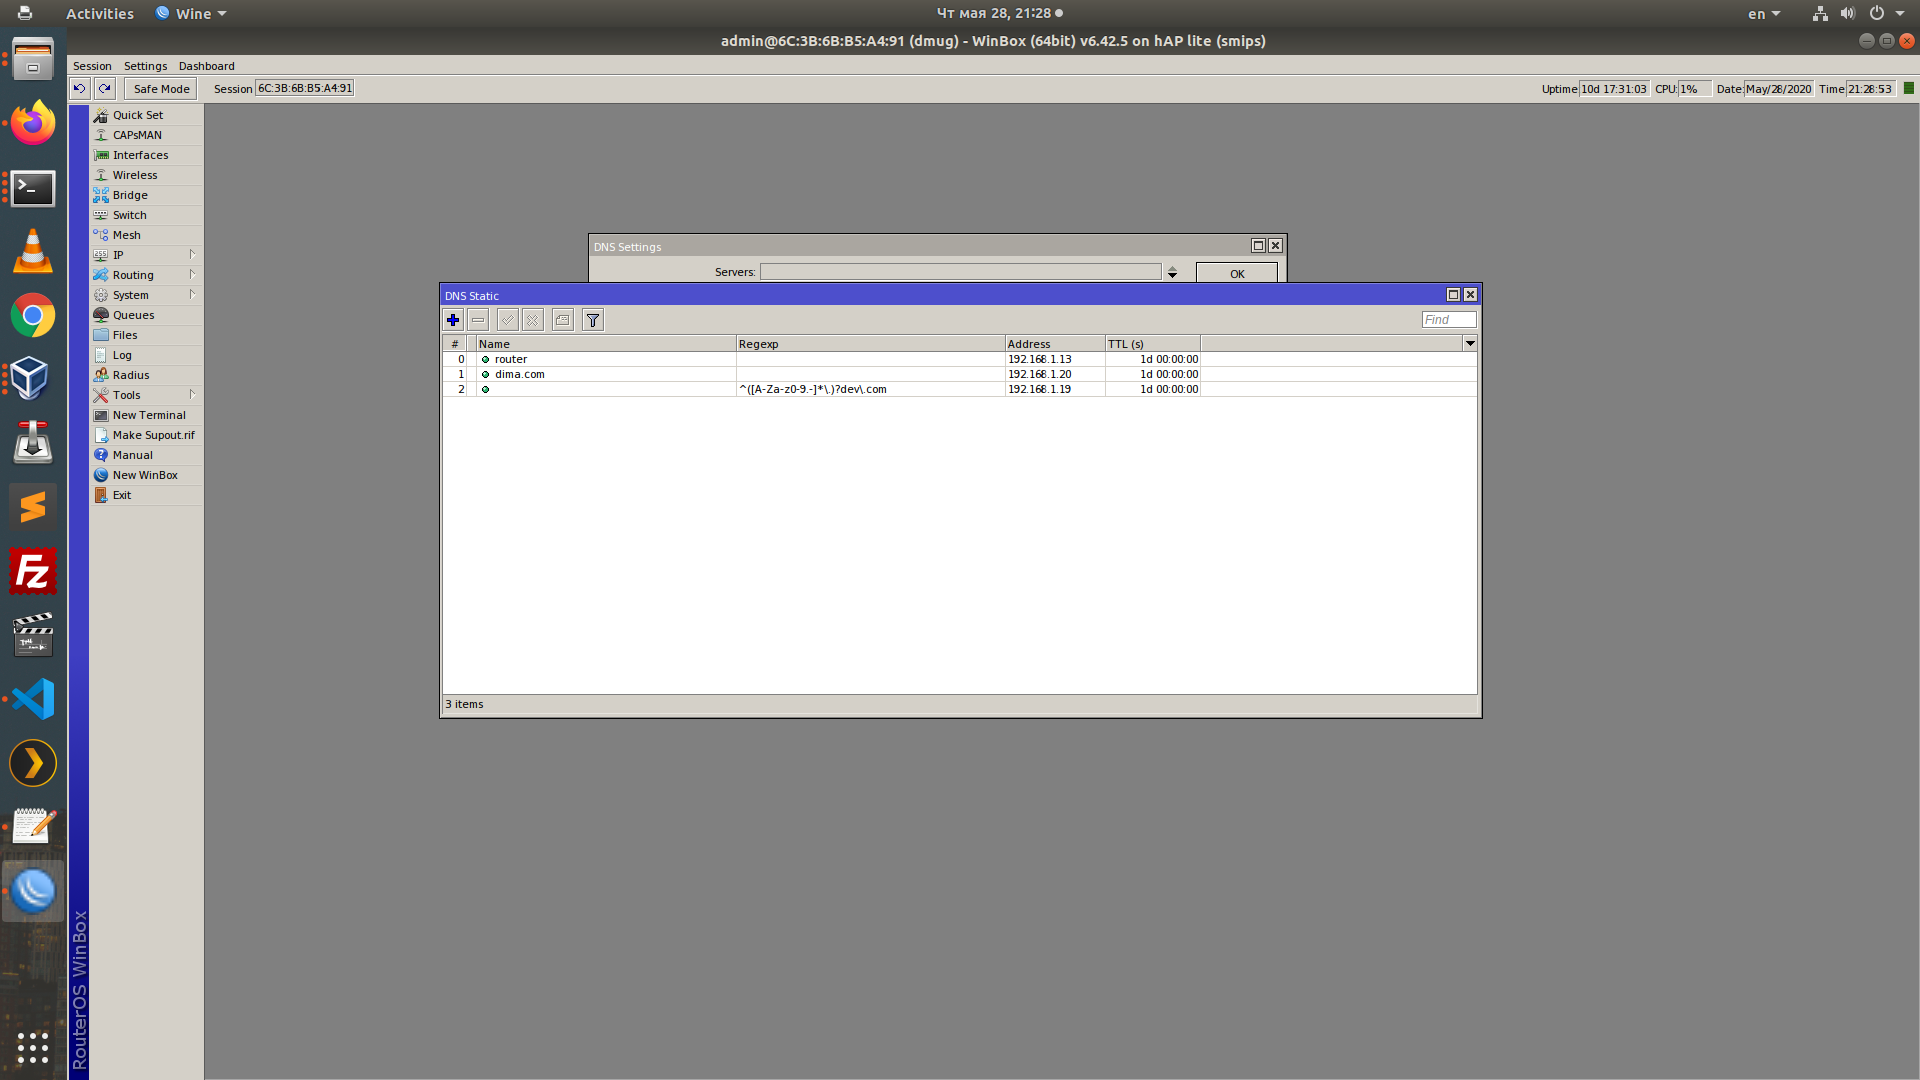 Activities Wine Чт мая 28, 21:28 en
admin@6C:3B:6B:B5:A4:91 (dmug) - WinBox (64bit) v6.42.5 on hAP lite (smips)
Session Settings Dashboard
Safe Mode Session 6C:3B:6B:B5:A4:91 Uptime 10d 17:31:03 CPU: 1% Date: May/28/2020 Time 21:28:53
Quick Set
CAPsMAN
Interfaces
Wireless
Bridge
Switch
Mesh
IP
Routing
System
Queues
Files
Log
Radius
Tools
New Terminal
Make Supout.rif
Manual
New WinBox
Exit
RouterOS WinBox
DNS Settings
Servers: OK
DNS Static
Find
# Name Regexp Address TTL (s)
0 router 192.168.1.13 1d 00:00:00
1 dima.com 192.168.1.20 1d 00:00:00
2 ^([A-Za-z0-9.-]*\.)?dev\.com 192.168.1.19 1d 00:00:00
3 items